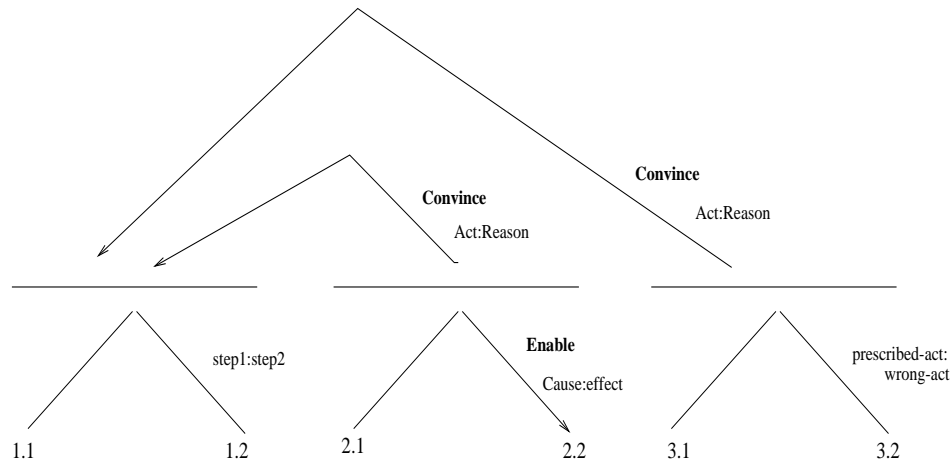 Convince
Act:Reason
Convince
Act:Reason
step1:step2
Enable
Cause:effect
prescribed-act:
wrong-act
1.1
1.2
2.1
2.2
3.1
3.2